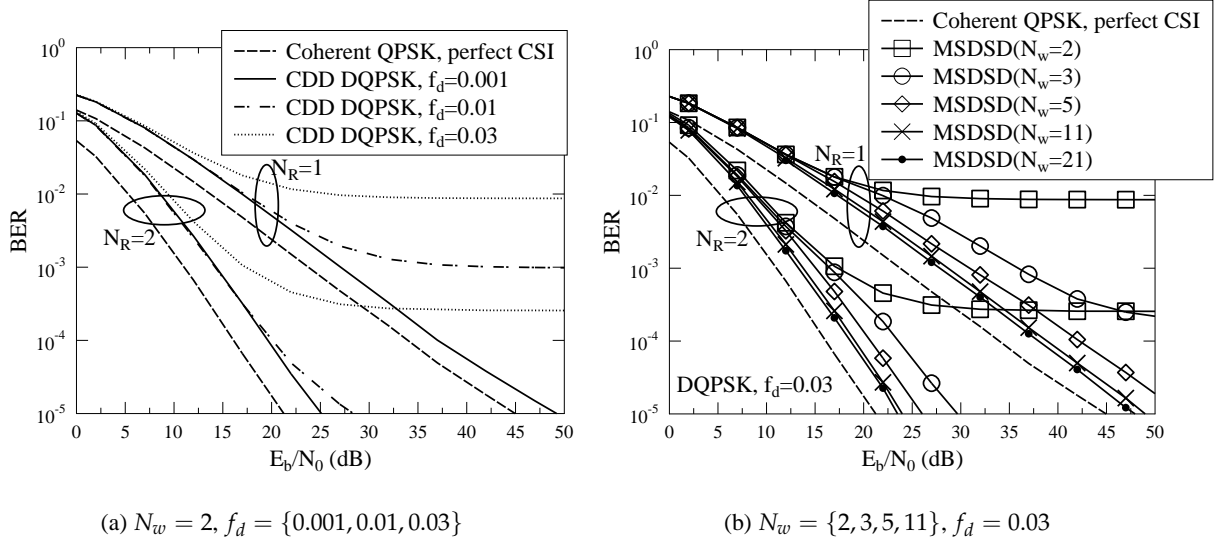 10^0
10^-1
10^-2
10^-3
10^-4
10^-5
BER
0 5 10 15 20 25 30 35 40 45 50
E_b/N_0 (dB)
Coherent QPSK, perfect CSI
CDD DQPSK, f_d=0.001
CDD DQPSK, f_d=0.01
CDD DQPSK, f_d=0.03
N_R=1
N_R=2
(a) N_w = 2, f_d = {0.001, 0.01, 0.03}
10^0
10^-1
10^-2
10^-3
10^-4
10^-5
BER
0 5 10 15 20 25 30 35 40 45 50
E_b/N_0 (dB)
Coherent QPSK, perfect CSI
MSDSD(N_w=2)
MSDSD(N_w=3)
MSDSD(N_w=5)
MSDSD(N_w=11)
MSDSD(N_w=21)
N_R=1
N_R=2
DQPSK, f_d=0.03
(b) N_w = {2, 3, 5, 11}, f_d = 0.03